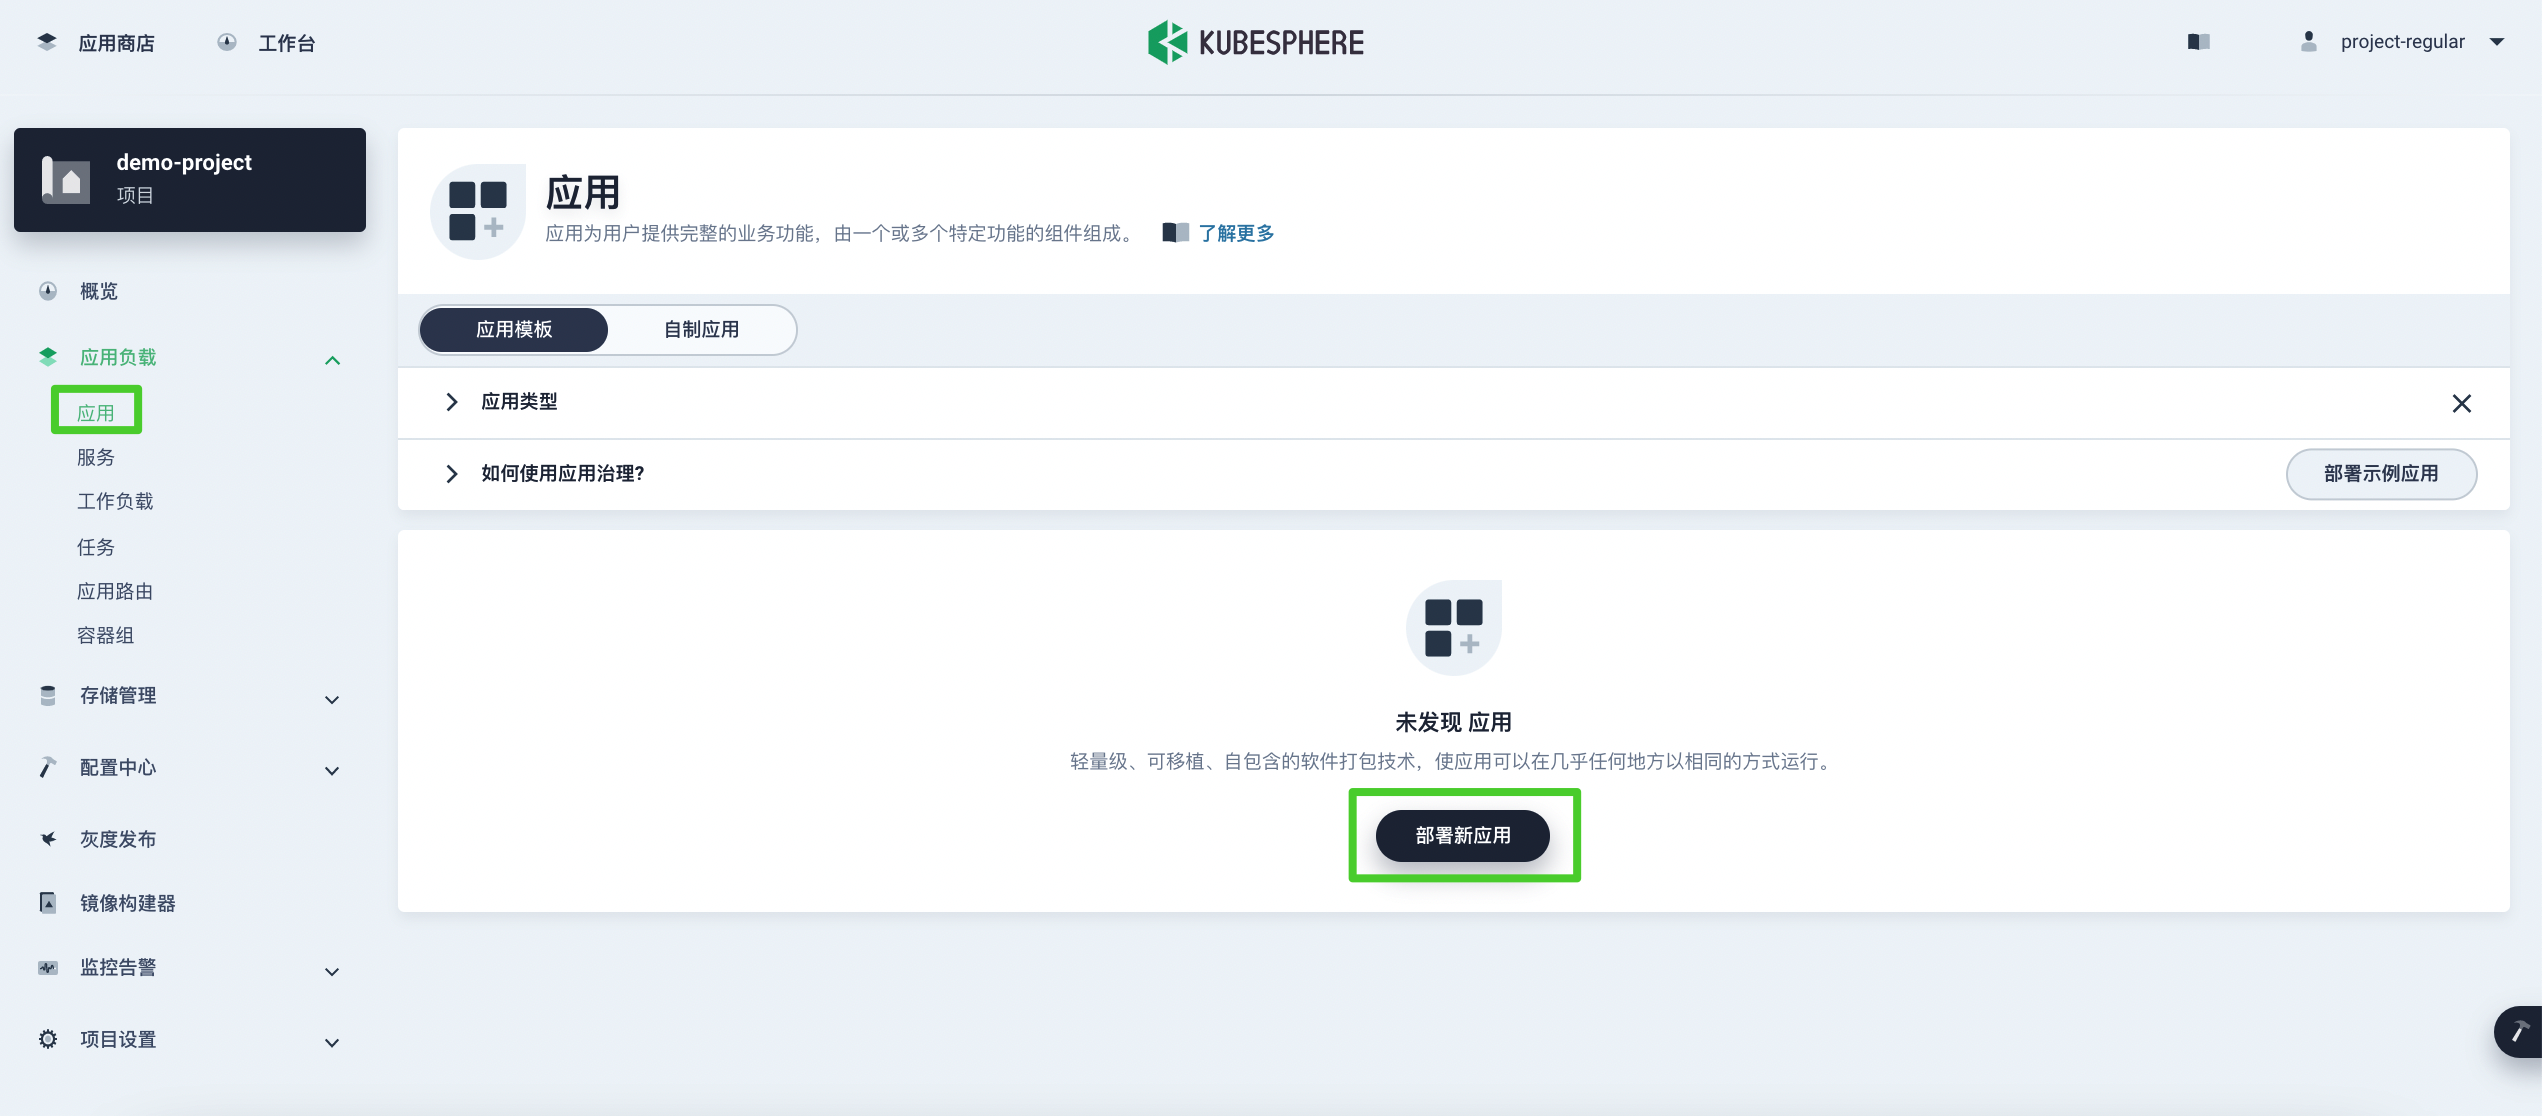 应用商店
工作台
KUBESPHERE
project-regular
demo-project
项目
概览
应用负载
应用
服务
工作负载
任务
应用路由
容器组
存储管理
配置中心
灰度发布
镜像构建器
监控告警
项目设置
应用
应用为用户提供完整的业务功能，由一个或多个特定功能的组件组成。
了解更多
应用模板
自制应用
应用类型
如何使用应用治理?
部署示例应用
未发现 应用
轻量级、可移植、自包含的软件打包技术，使应用可以在几乎任何地方以相同的方式运行。
部署新应用